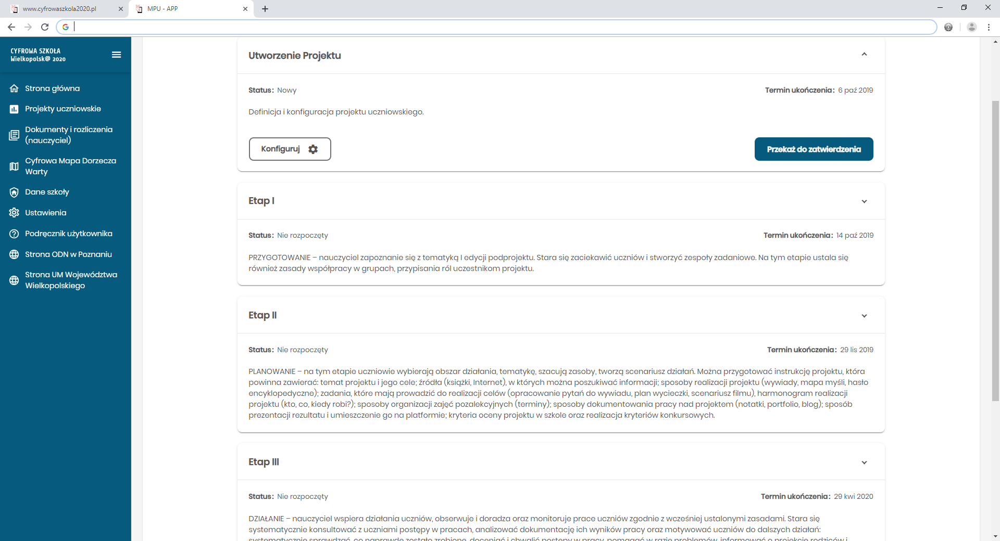 www.cyfrowaszkola2020.pl
MPU - APP
CYFROWA SZKOŁA
Wielkopolsk@ 2020
Strona główna
Projekty uczniowskie
Dokumenty i rozliczenia
(nauczyciel)
Cyfrowa Mapa Dorzecza
Warty
Dane szkoły
Ustawienia
Podręcznik użytkownika
Strona ODN w Poznaniu
Strona UM Województwa
Wielkopolskiego
Utworzenie Projektu
Status: Nowy
Termin ukończenia: 6 paź 2019
Definicja i konfiguracja projektu uczniowskiego.
Konfiguruj
Przekaż do zatwierdzenia
Etap I
Status: Nie rozpoczęty
Termin ukończenia: 14 paź 2019
PRZYGOTOWANIE – nauczyciel zapoznanie się z tematyką I edycji podprojektu. Stara się zaciekawić uczniów i stworzyć zespoły zadaniowe. Na tym etapie ustala się
również zasady współpracy w grupach, przypisania ról uczestnikom projektu.
Etap II
Status: Nie rozpoczęty
Termin ukończenia: 29 lis 2019
PLANOWANIE – na tym etapie uczniowie wybierają obszar działania, tematykę, szacują zasoby, tworzą scenariusz działań. Można przygotować instrukcję projektu, która
powinna zawierać: temat projektu i jego cele; źródła (książki, Internet), w których można poszukiwać informacji; sposoby realizacji projektu (wywiady, mapa myśli, hasło
encyklopedyczne); zadania, które mają prowadzić do realizacji celów (opracowanie pytań do wywiadu, plan wycieczki, scenariusz filmu), harmonogram realizacji
projektu (kto, co, kiedy robi?); sposoby organizacji zajęć pozalekcyjnych (terminy); sposoby dokumentowania pracy nad projektem (notatki, portfolio, blog); sposób
prezentacji rezultatu i umieszczenie go na platformie; kryteria oceny projektu w szkole oraz realizacja kryteriów konkursowych.
Etap III
Status: Nie rozpoczęty
Termin ukończenia: 29 kwi 2020
DZIAŁANIE – nauczyciel wspiera działania uczniów, obserwuje i doradza oraz monitoruje prace uczniów zgodnie z wcześniej ustalonymi zasadami. Stara się
systematycznie konsultować z uczniami postępy w pracach, analizować dokumentację ich wyników pracy oraz motywować uczniów do dalszych działań:
systematycznie sprawdzać, co naprawdę zostało zrobione, doceniać i chwalić postępy w pracy, pomagać w razie problemów, informować o projekcie rodziców i